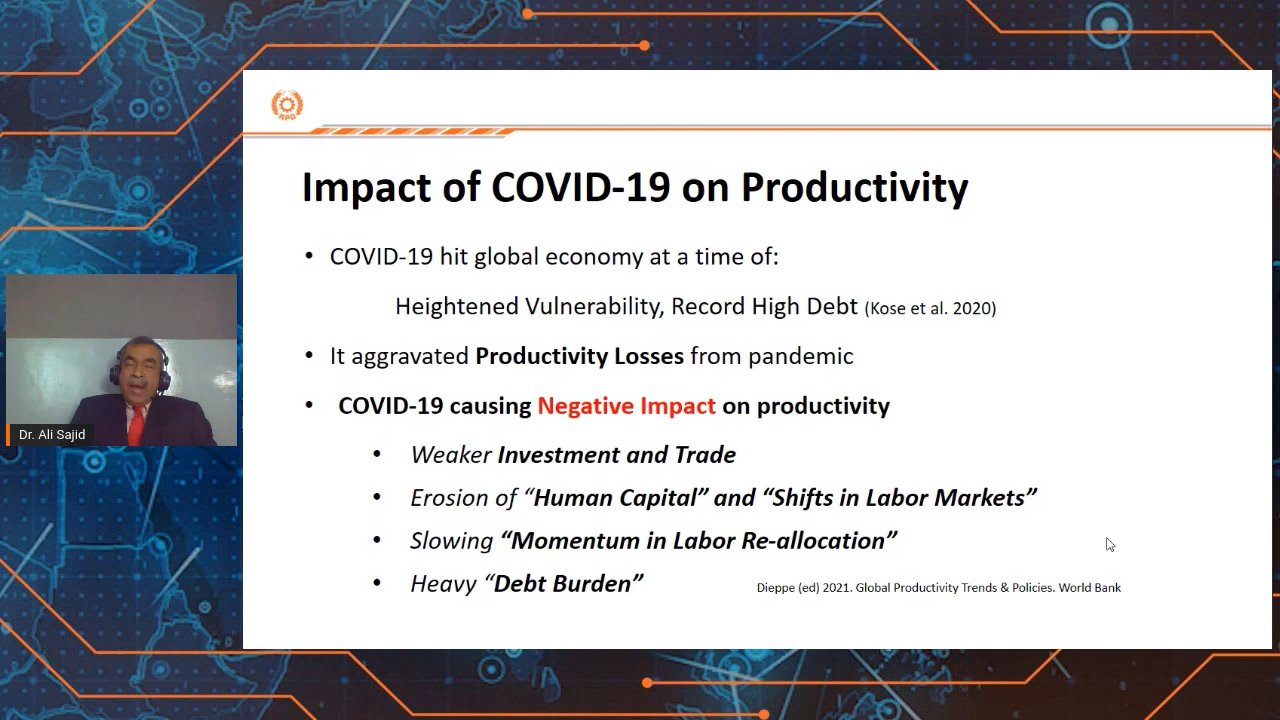 APO
Impact of COVID-19 on Productivity
• COVID-19 hit global economy at a time of:
Heightened Vulnerability, Record High Debt (Kose et al. 2020)
• It aggravated Productivity Losses from pandemic
• COVID-19 causing Negative Impact on productivity
• Weaker Investment and Trade
• Erosion of “Human Capital” and “Shifts in Labor Markets”
• Slowing “Momentum in Labor Re-allocation”
• Heavy “Debt Burden”
Dieppe (ed) 2021. Global Productivity Trends & Policies. World Bank
Dr. Ali Sajid